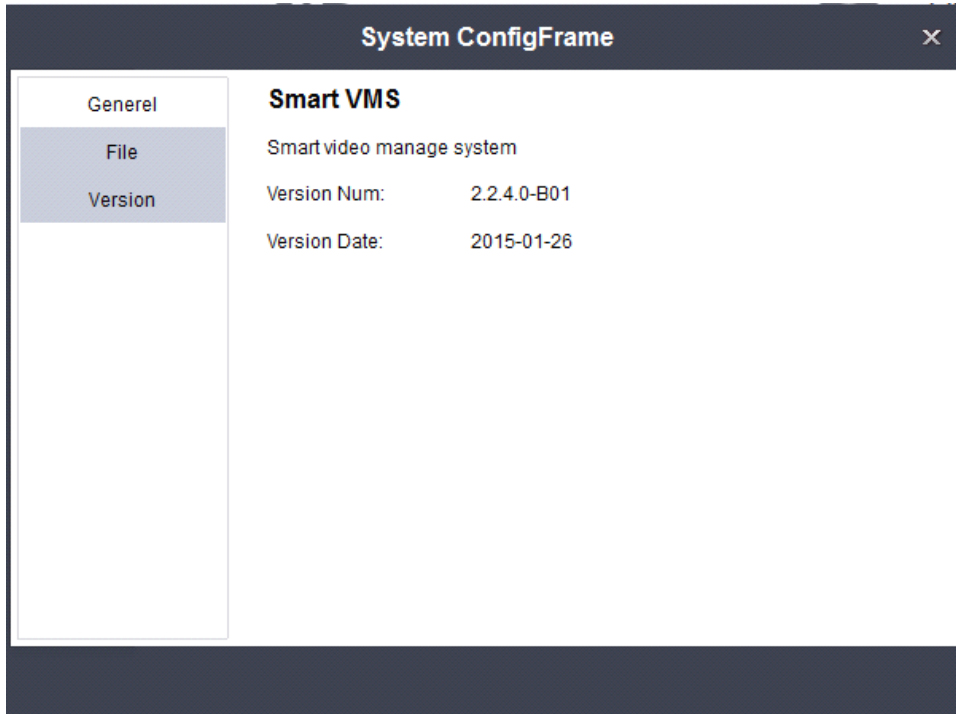 System ConfigFrame
Generel
File
Version
Smart VMS
Smart video manage system
Version Num: 2.2.4.0-B01
Version Date: 2015-01-26